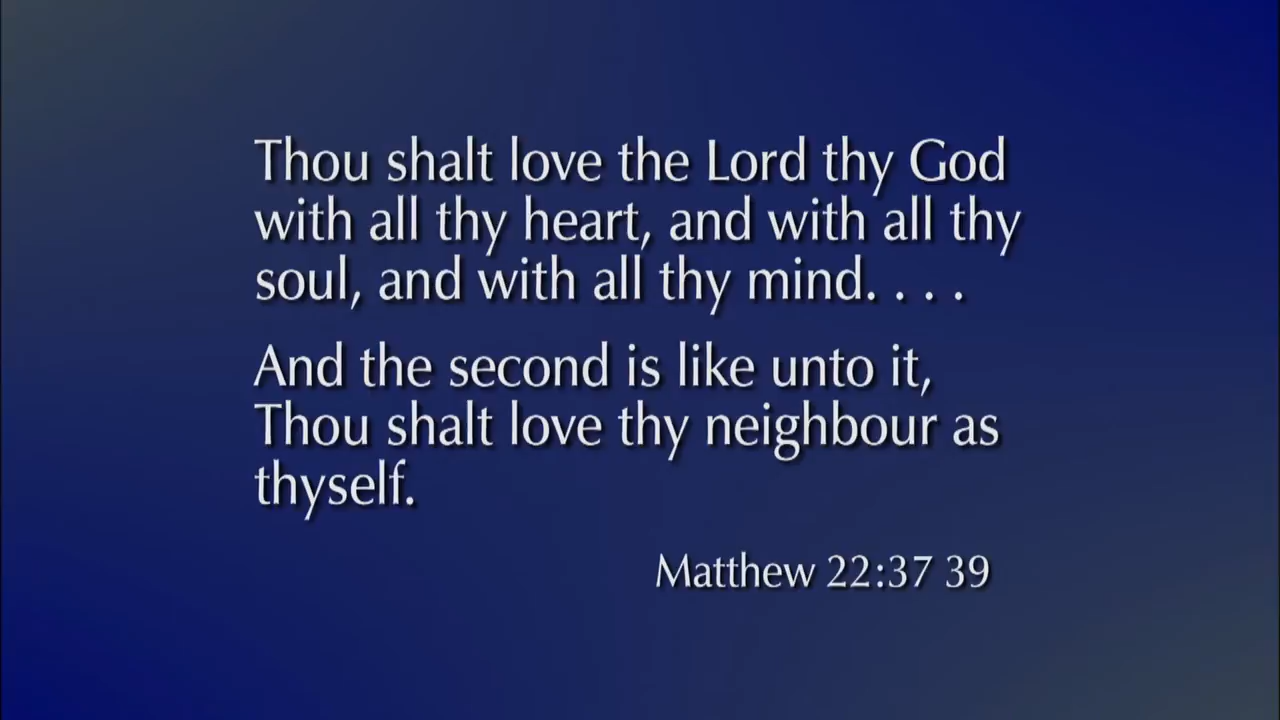 Thou shalt love the Lord thy God
with all thy heart, and with all thy
soul, and with all thy mind. . . .
And the second is like unto it,
Thou shalt love thy neighbour as
thyself.
Matthew 22:37 39